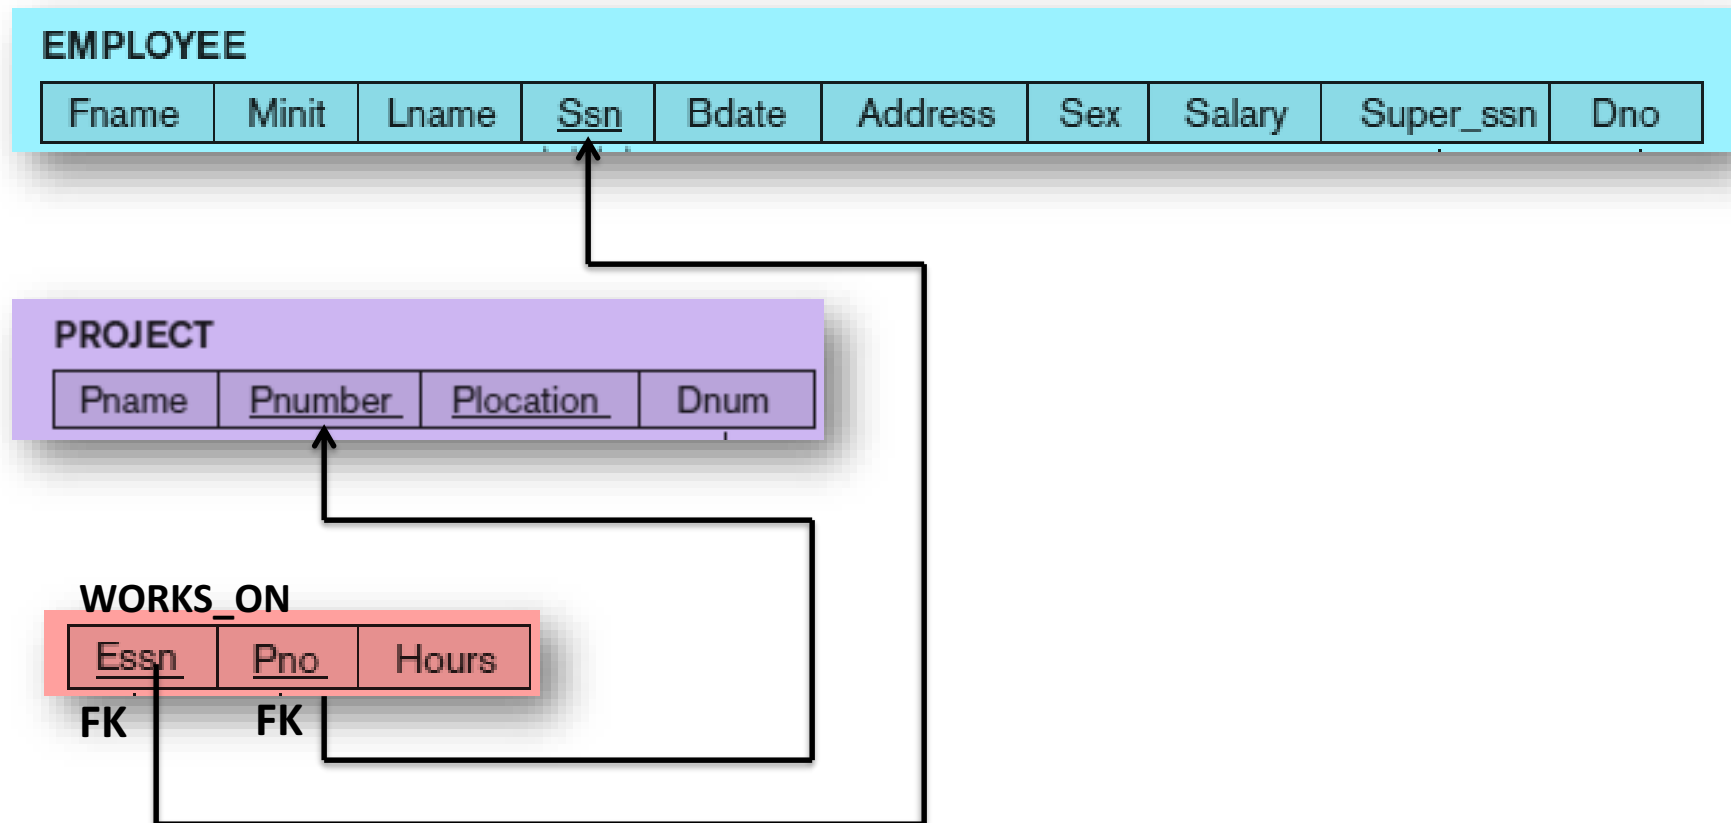 EMPLOYEE
Fname Minit Lname Ssn Bdate Address Sex Salary Super_ssn Dno
PROJECT
Pname Pnumber Plocation Dnum
WORKS_ON
Essn Pno Hours
FK FK